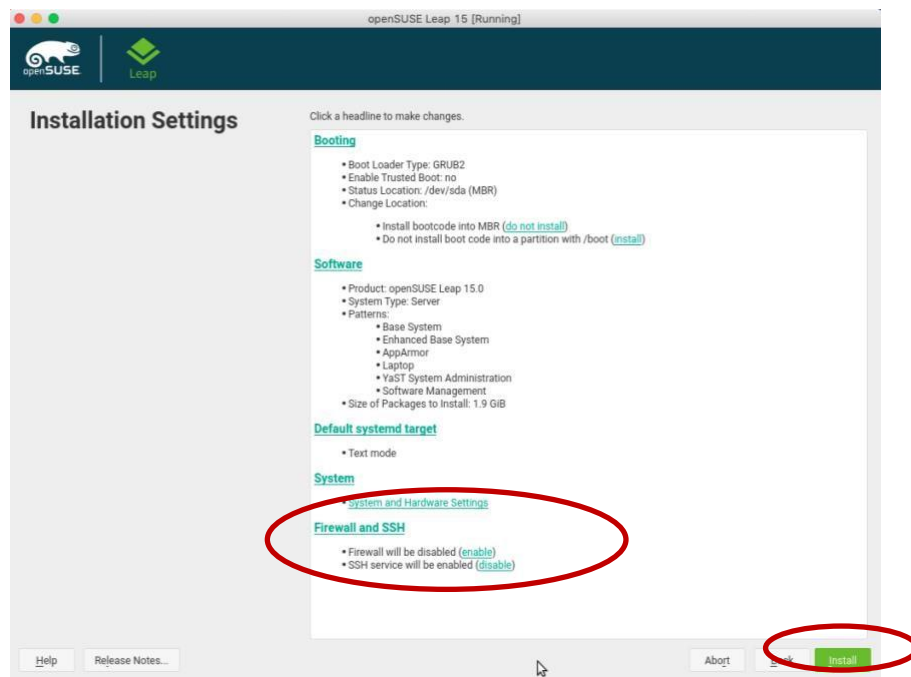 openSUSE Leap 15 [Running]
openSUSE
Leap
Installation Settings
Click a headline to make changes.
Booting
• Boot Loader Type: GRUB2
• Enable Trusted Boot: no
• Status Location: /dev/sda (MBR)
• Change Location:
• Install bootcode into MBR (do not install)
• Do not install boot code into a partition with /boot (install)
Software
• Product: openSUSE Leap 15.0
• System Type: Server
• Patterns:
• Base System
• Enhanced Base System
• AppArmor
• Laptop
• YaST System Administration
• Software Management
• Size of Packages to Install: 1.9 GiB
Default systemd target
• Text mode
System
• System and Hardware Settings
Firewall and SSH
• Firewall will be disabled (enable)
• SSH service will be enabled (disable)
Help Release Notes... Abort Back Install